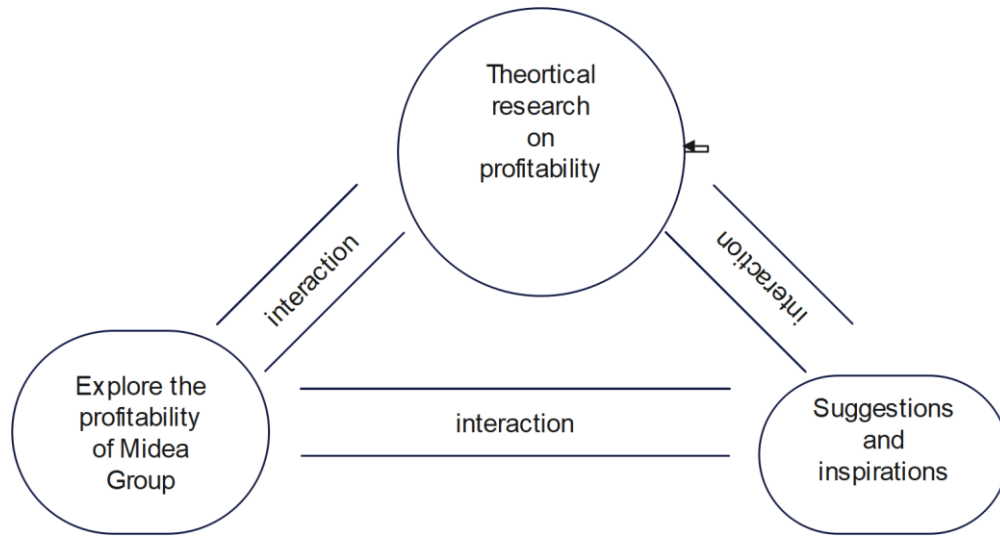 Theortical
research
on
profitability
interaction
interaction
Explore the
profitability
of Midea
Group
interaction
Suggestions
and
inspirations